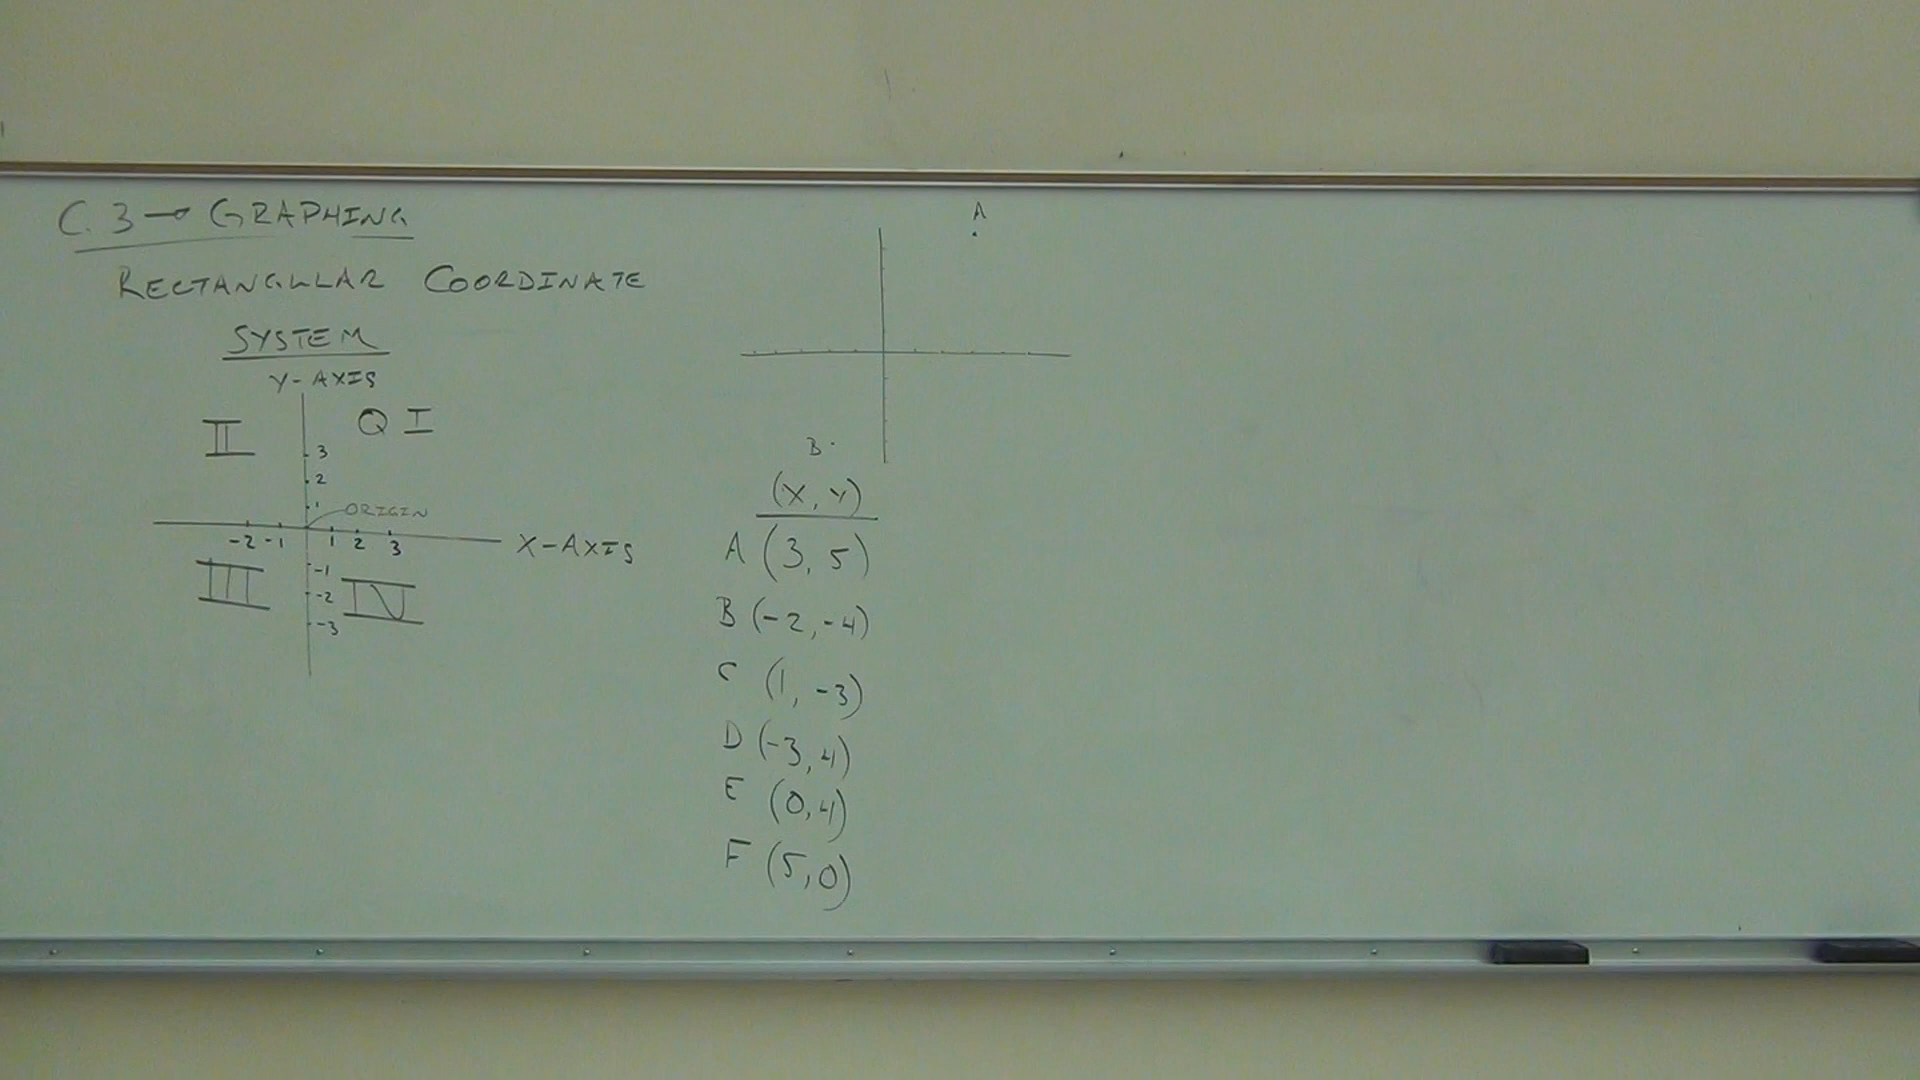 C.3 → GRAPHING
RECTANGULAR COORDINATE
SYSTEM
Y-AXIS
II
Q I
3
2
1
ORIGIN
-2 -1 1 2 3
X-AXIS
III
IV
-1
-2
-3
A
B
(X, Y)
A (3, 5)
B (-2, -4)
C (1, -3)
D (-3, 4)
E (0, 4)
F (5, 0)